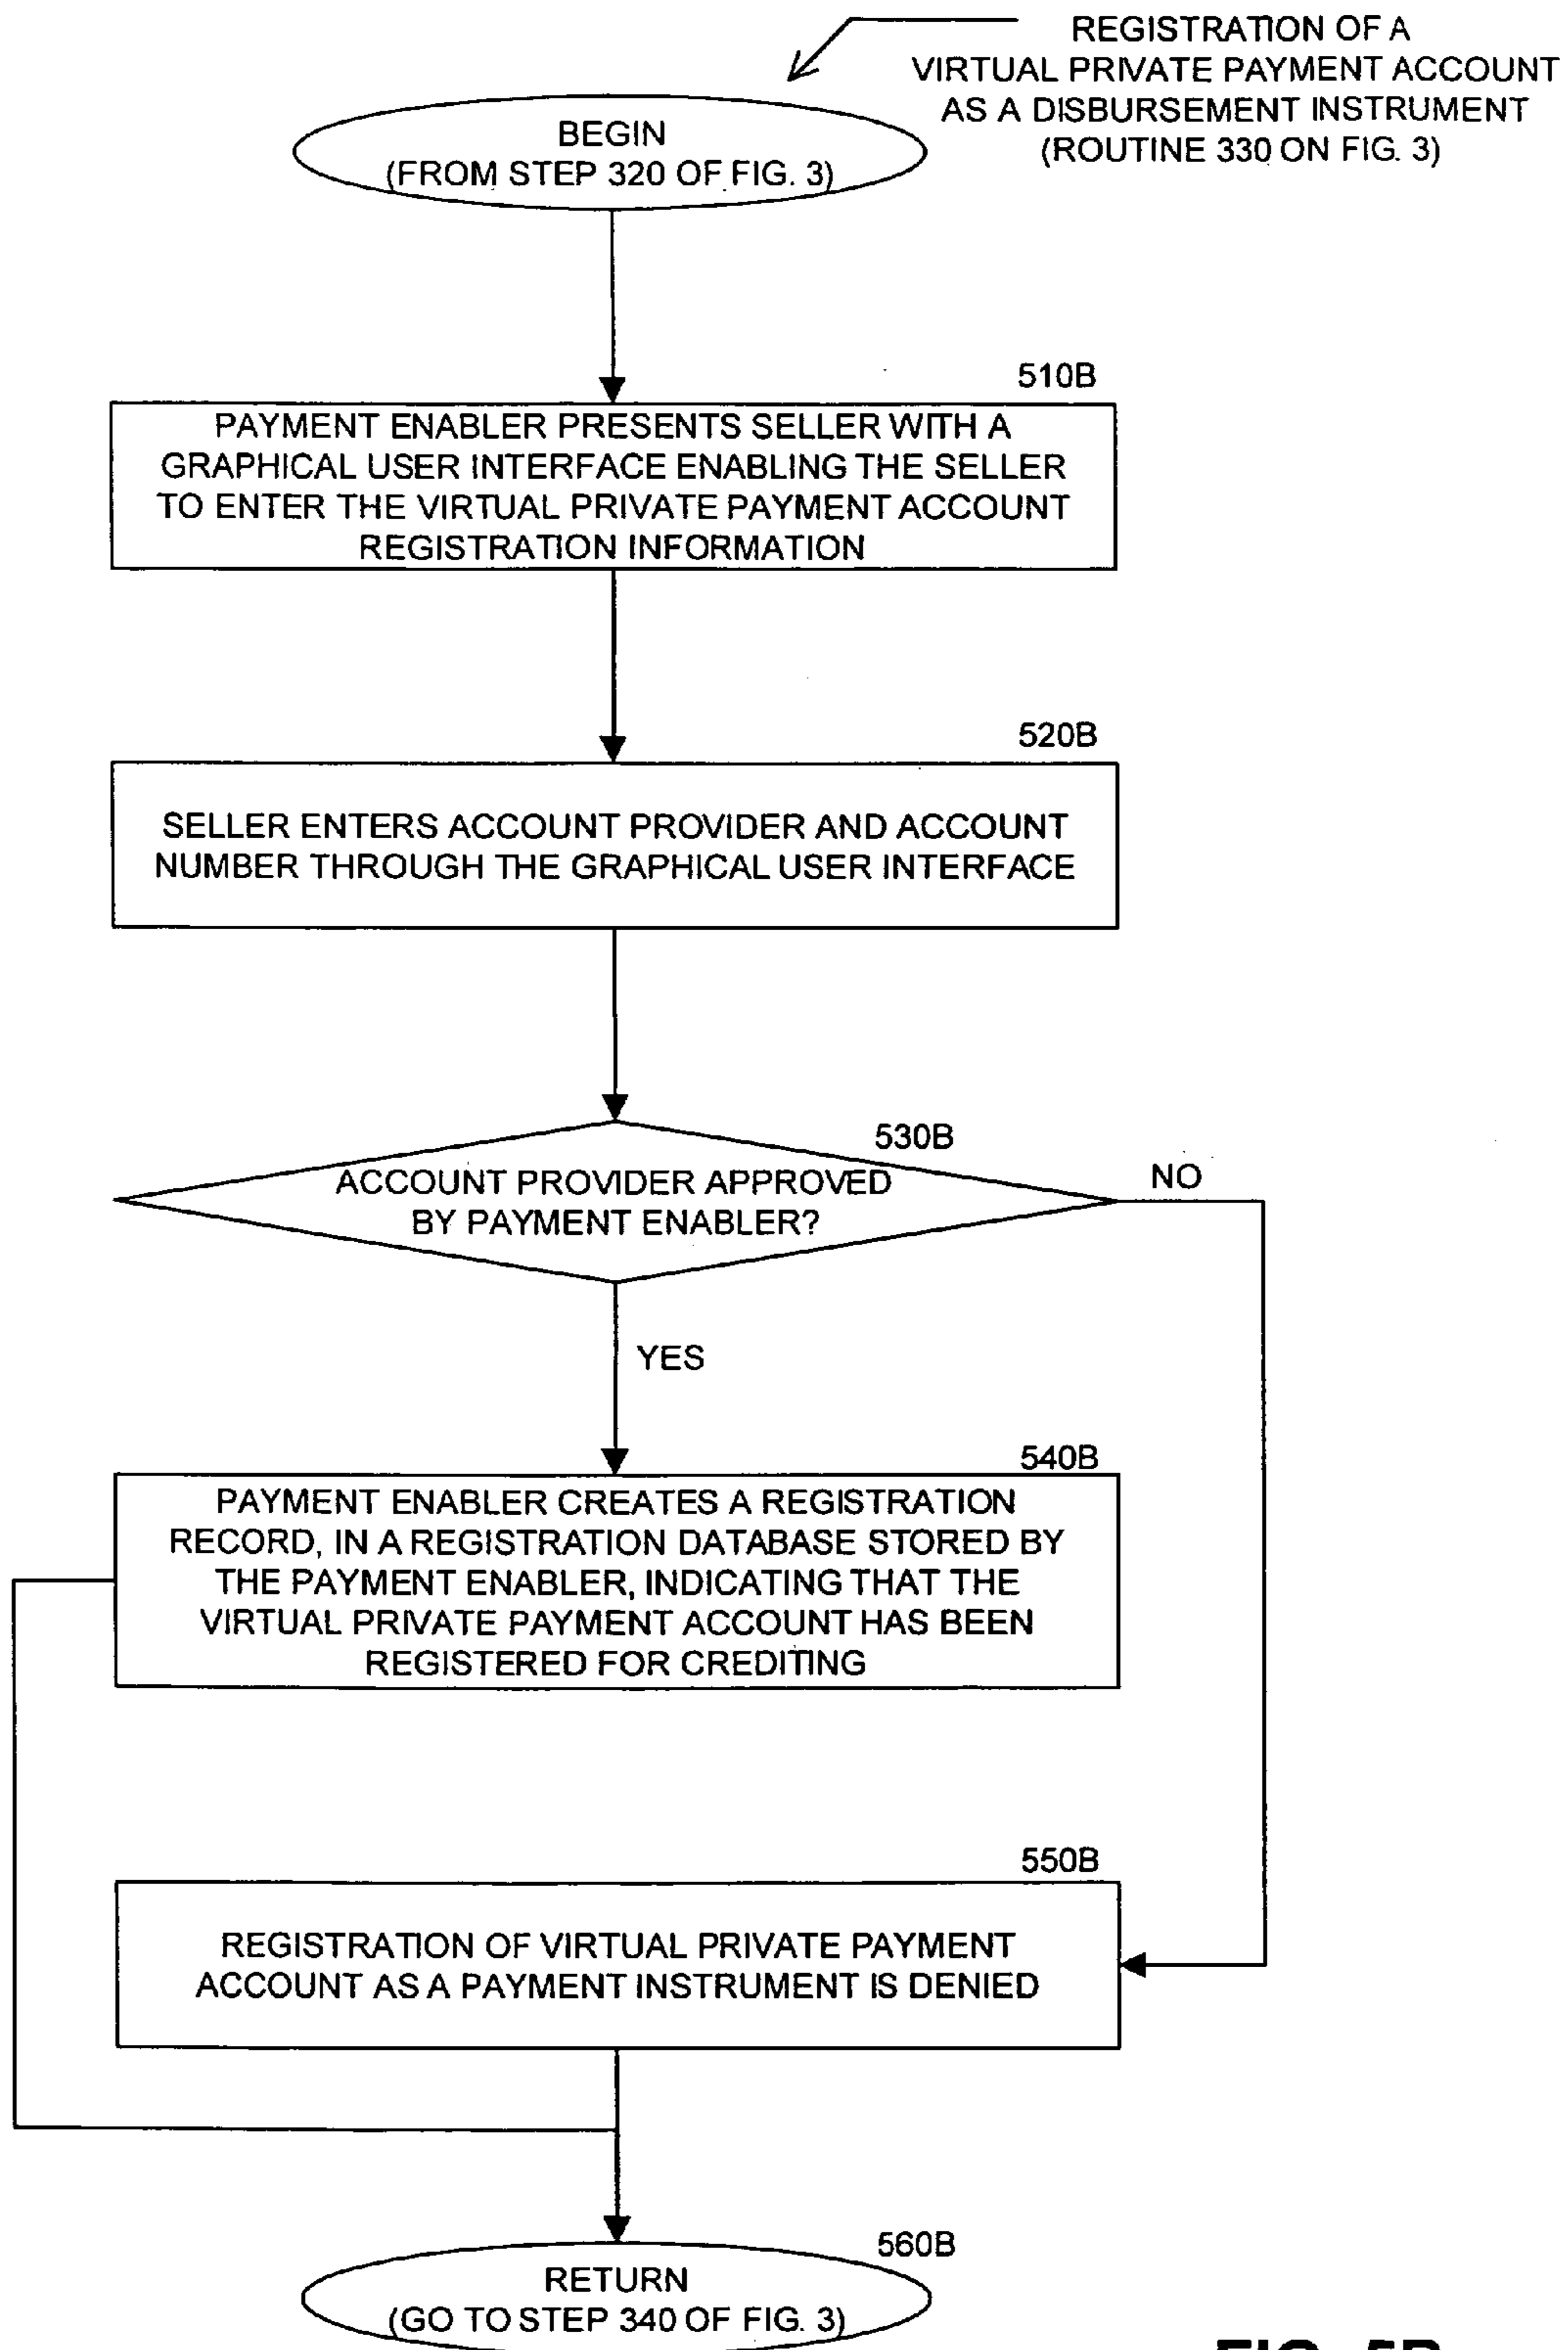 REGISTRATION OF A
VIRTUAL PRIVATE PAYMENT ACCOUNT
AS A DISBURSEMENT INSTRUMENT
(ROUTINE 330 ON FIG. 3)
BEGIN
(FROM STEP 320 OF FIG. 3)
510B
PAYMENT ENABLER PRESENTS SELLER WITH A
GRAPHICAL USER INTERFACE ENABLING THE SELLER
TO ENTER THE VIRTUAL PRIVATE PAYMENT ACCOUNT
REGISTRATION INFORMATION
520B
SELLER ENTERS ACCOUNT PROVIDER AND ACCOUNT
NUMBER THROUGH THE GRAPHICAL USER INTERFACE
530B
ACCOUNT PROVIDER APPROVED
BY PAYMENT ENABLER?
NO
YES
540B
PAYMENT ENABLER CREATES A REGISTRATION
RECORD, IN A REGISTRATION DATABASE STORED BY
THE PAYMENT ENABLER, INDICATING THAT THE
VIRTUAL PRIVATE PAYMENT ACCOUNT HAS BEEN
REGISTERED FOR CREDITING
550B
REGISTRATION OF VIRTUAL PRIVATE PAYMENT
ACCOUNT AS A PAYMENT INSTRUMENT IS DENIED
560B
RETURN
(GO TO STEP 340 OF FIG. 3)